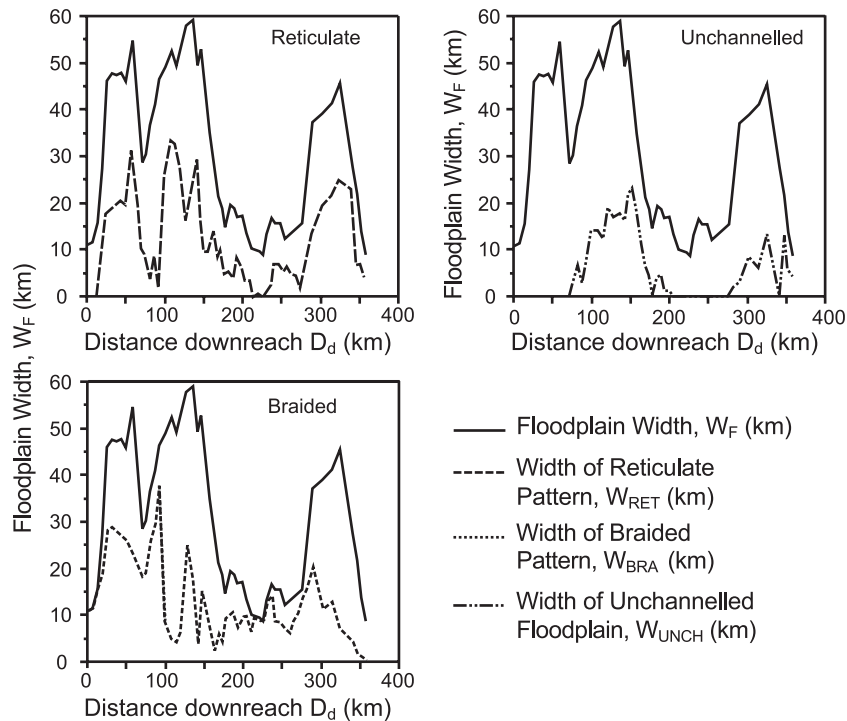 60
50
40
30
20
10
0
Reticulate
0
100
200
300
400
Distance downreach D_d (km)
Floodplain Width, W_F (km)
60
50
40
30
20
10
0
Unchannelled
0
100
200
300
400
Distance downreach D_d (km)
Floodplain Width, W_F (km)
60
50
40
30
20
10
0
Braided
0
100
200
300
400
Distance downreach D_d (km)
Floodplain Width, W_F (km)
Width of Reticulate
Pattern, W_RET (km)
Width of Braided
Pattern, W_BRA (km)
Width of Unchannelled
Floodplain, W_UNCH (km)